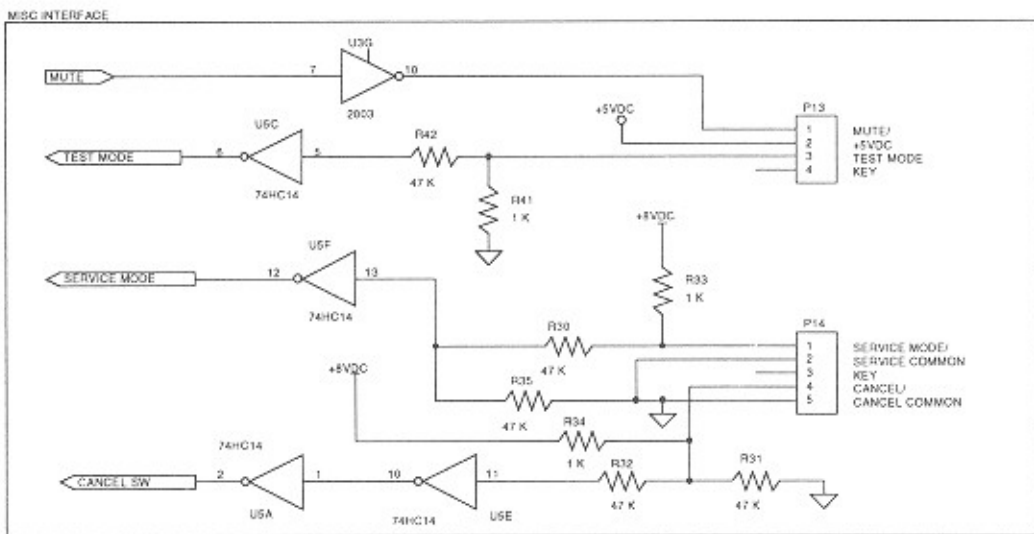 MISC INTERFACE
U3G
MUTE
7
10
2003
+5VDC
P13
1 MUTE/
2 +5VDC
3 TEST MODE
4 KEY
U5C
R42
TEST MODE
6
5
47 K
74HC14
R41
1 K
+8VDC
U5F
SERVICE MODE
12
13
74HC14
R33
1 K
R30
47 K
P14
1 SERVICE MODE/
2 SERVICE COMMON
3 KEY
4 CANCEL/
5 CANCEL COMMON
+8VDC
R35
47 K
R34
1 K
74HC14
CANCEL SW
2
1
10
11
R32
47 K
R31
47 K
U5A
74HC14
U5E